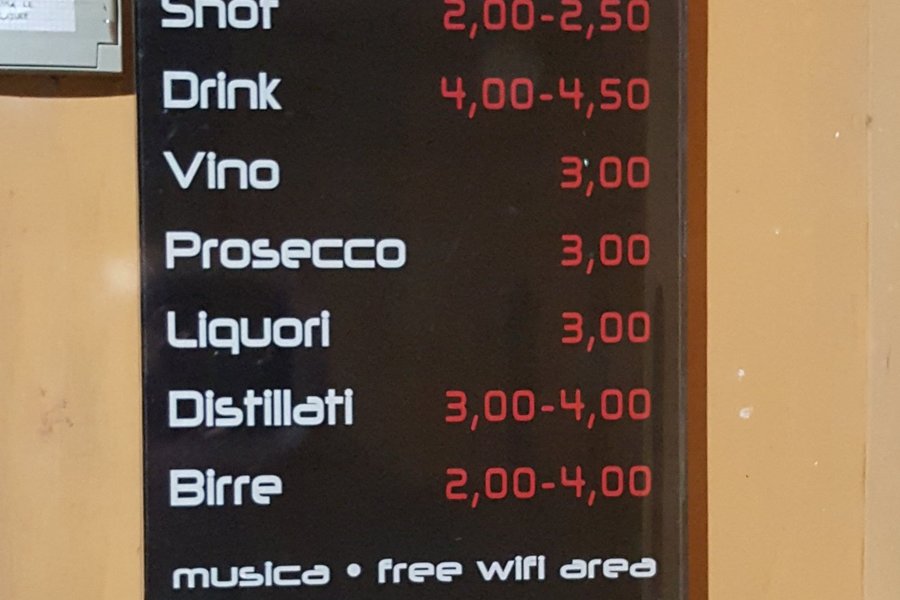 Shot 2,00-2,50
Drink 4,00-4,50
Vino 3,00
Prosecco 3,00
Liquori 3,00
Distillati 3,00-4,00
Birre 2,00-4,00
musica • free wifi area